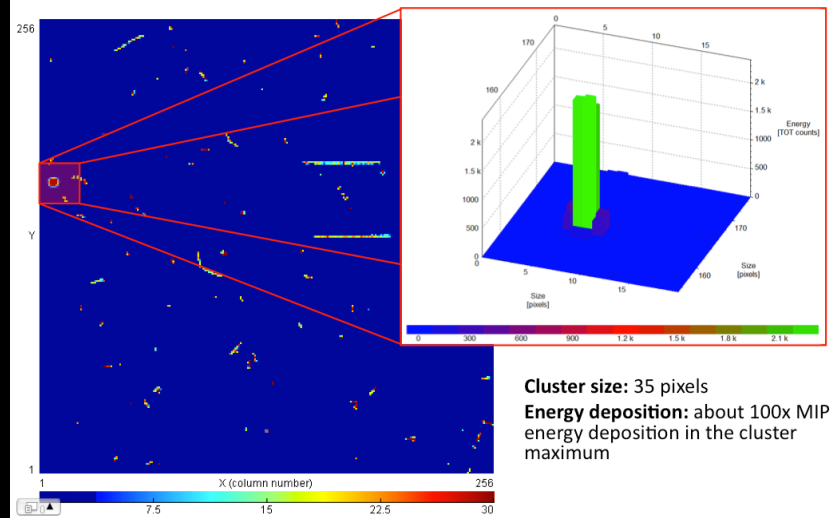 256
Y
1
1
X (column number)
256
7.5
15
22.5
30
0
5
10
15
170
160
2 k
1.5 k
1000
500
0
2 k
1.5 k
1000
500
0
Energy
[TOT counts]
0
5
10
15
Size
[pixels]
170
160
Size
[pixels]
0
300
600
900
1.2 k
1.5 k
1.8 k
2.1 k
Cluster size: 35 pixels
Energy deposition: about 100x MIP
energy deposition in the cluster
maximum